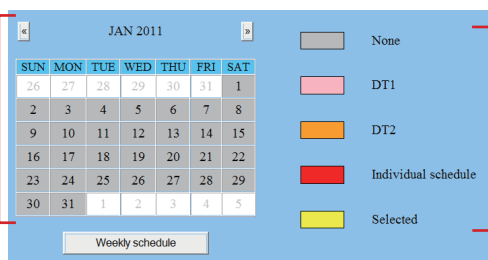 « JAN 2011 »
SUN MON TUE WED THU FRI SAT
26 27 28 29 30 31 1
2 3 4 5 6 7 8
9 10 11 12 13 14 15
16 17 18 19 20 21 22
23 24 25 26 27 28 29
30 31 1 2 3 4 5
Weekly schedule
None
DT1
DT2
Individual schedule
Selected